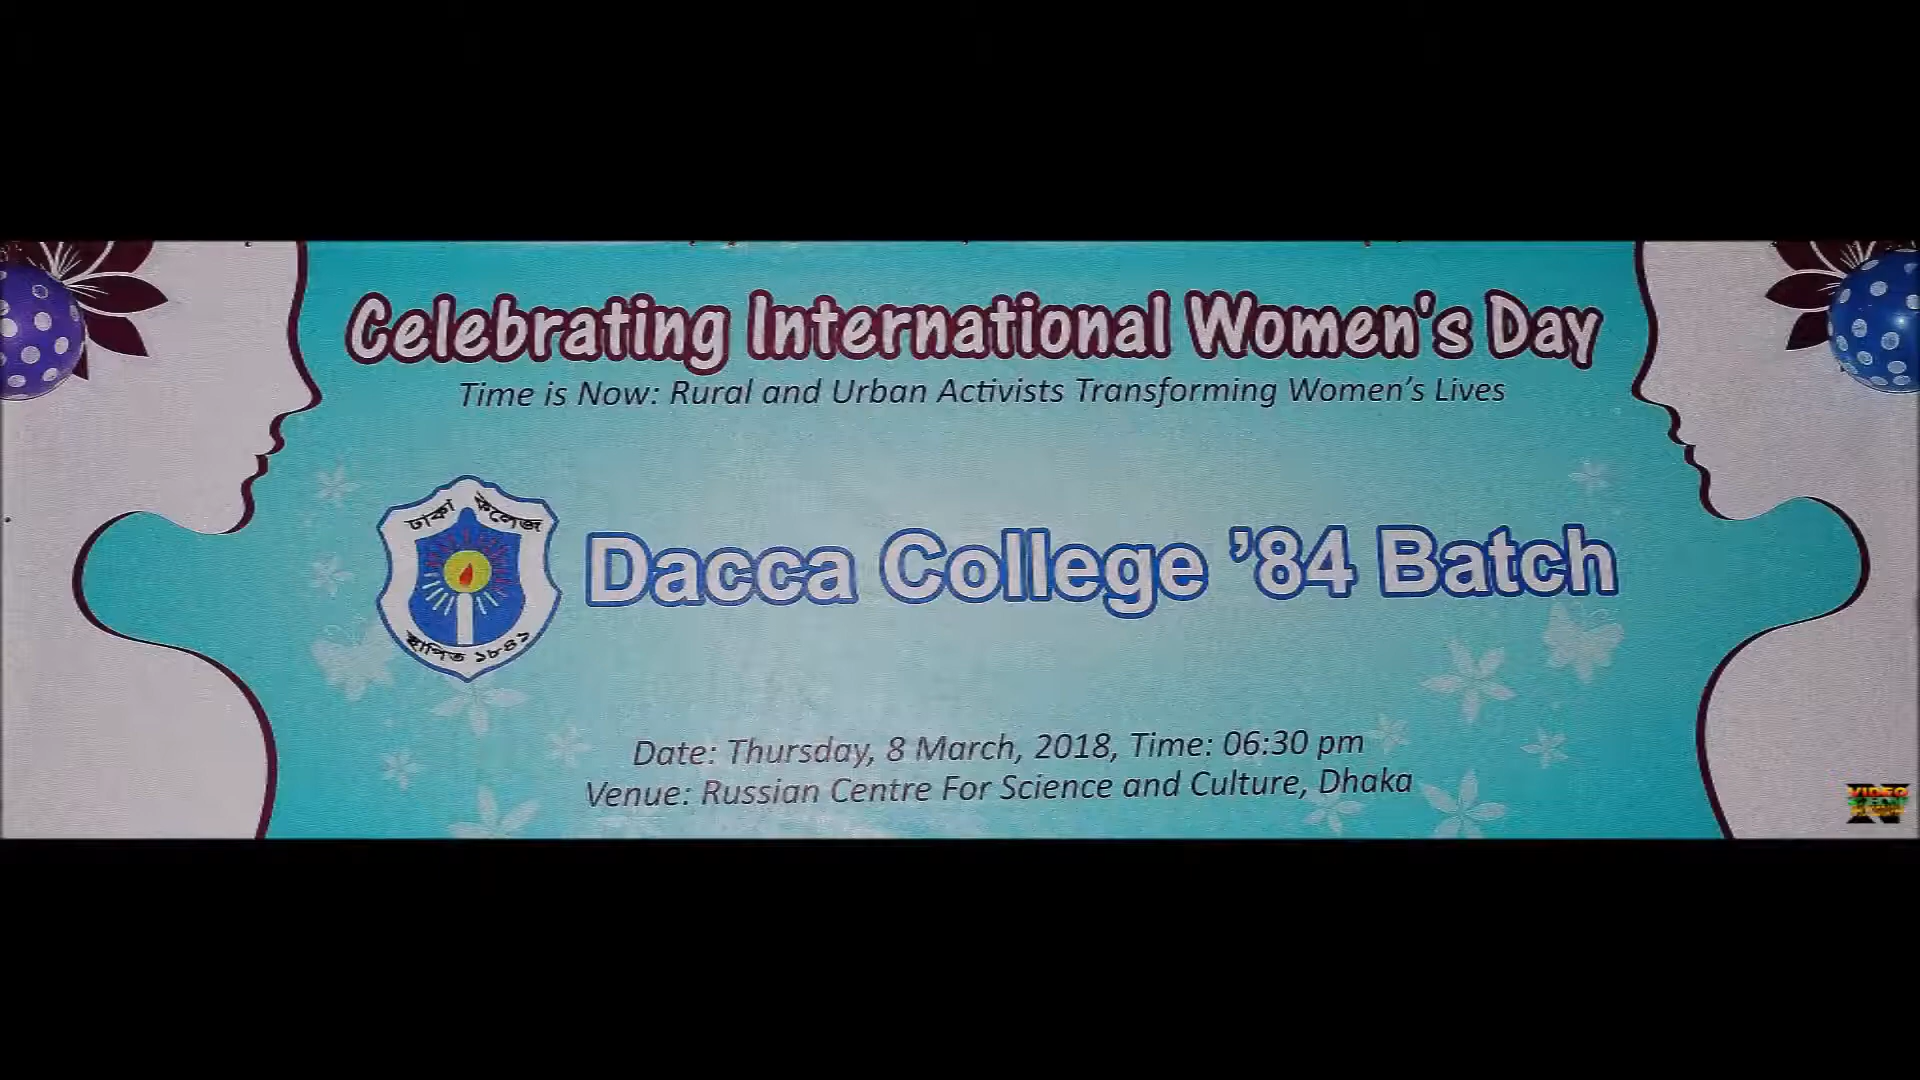 Celebrating International Women's Day
Time is Now: Rural and Urban Activists Transforming Women’s Lives
ঢাকা কলেজ
স্থাপিত ১৮৪১
Dacca College ’84 Batch
Date: Thursday, 8 March, 2018, Time: 06:30 pm
Venue: Russian Centre For Science and Culture, Dhaka
VIDEO